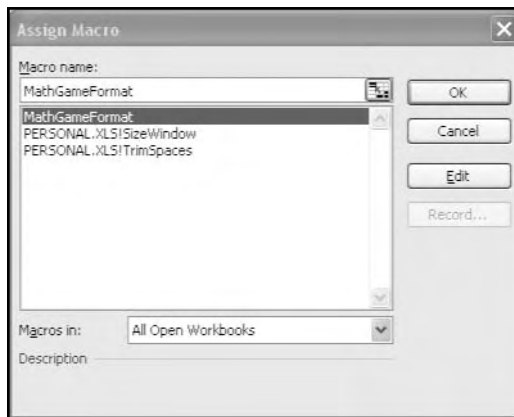 Assign Macro
Macro name:
MathGameFormat
MathGameFormat
PERSONAL.XLS!SizeWindow
PERSONAL.XLS!TrimSpaces
OK
Cancel
Edit
Record...
Macros in:
All Open Workbooks
Description